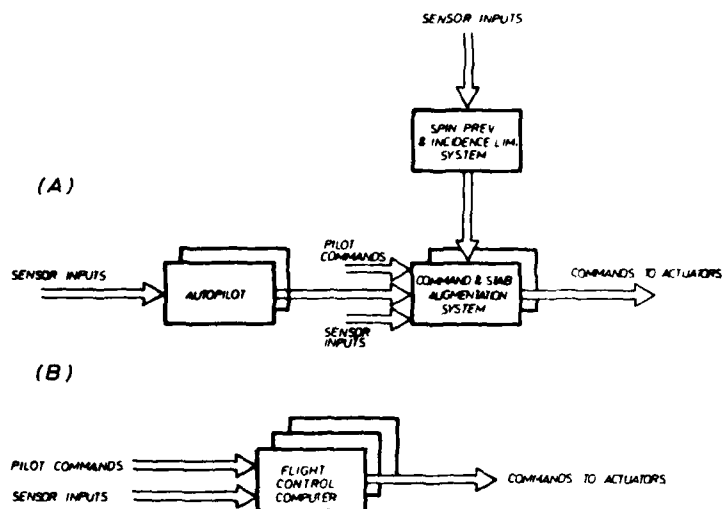 SENSOR INPUTS
SPIN PREV
& INCIDENCE LIM.
SYSTEM
(A)
PILOT
COMMANDS
SENSOR INPUTS
AUTOPILOT
COMMAND & STAB
AUGMENTATION
SYSTEM
COMMANDS TO ACTUATORS
SENSOR
INPUTS
(B)
PILOT COMMANDS
SENSOR INPUTS
FLIGHT
CONTROL
COMPUTER
COMMANDS TO ACTUATORS